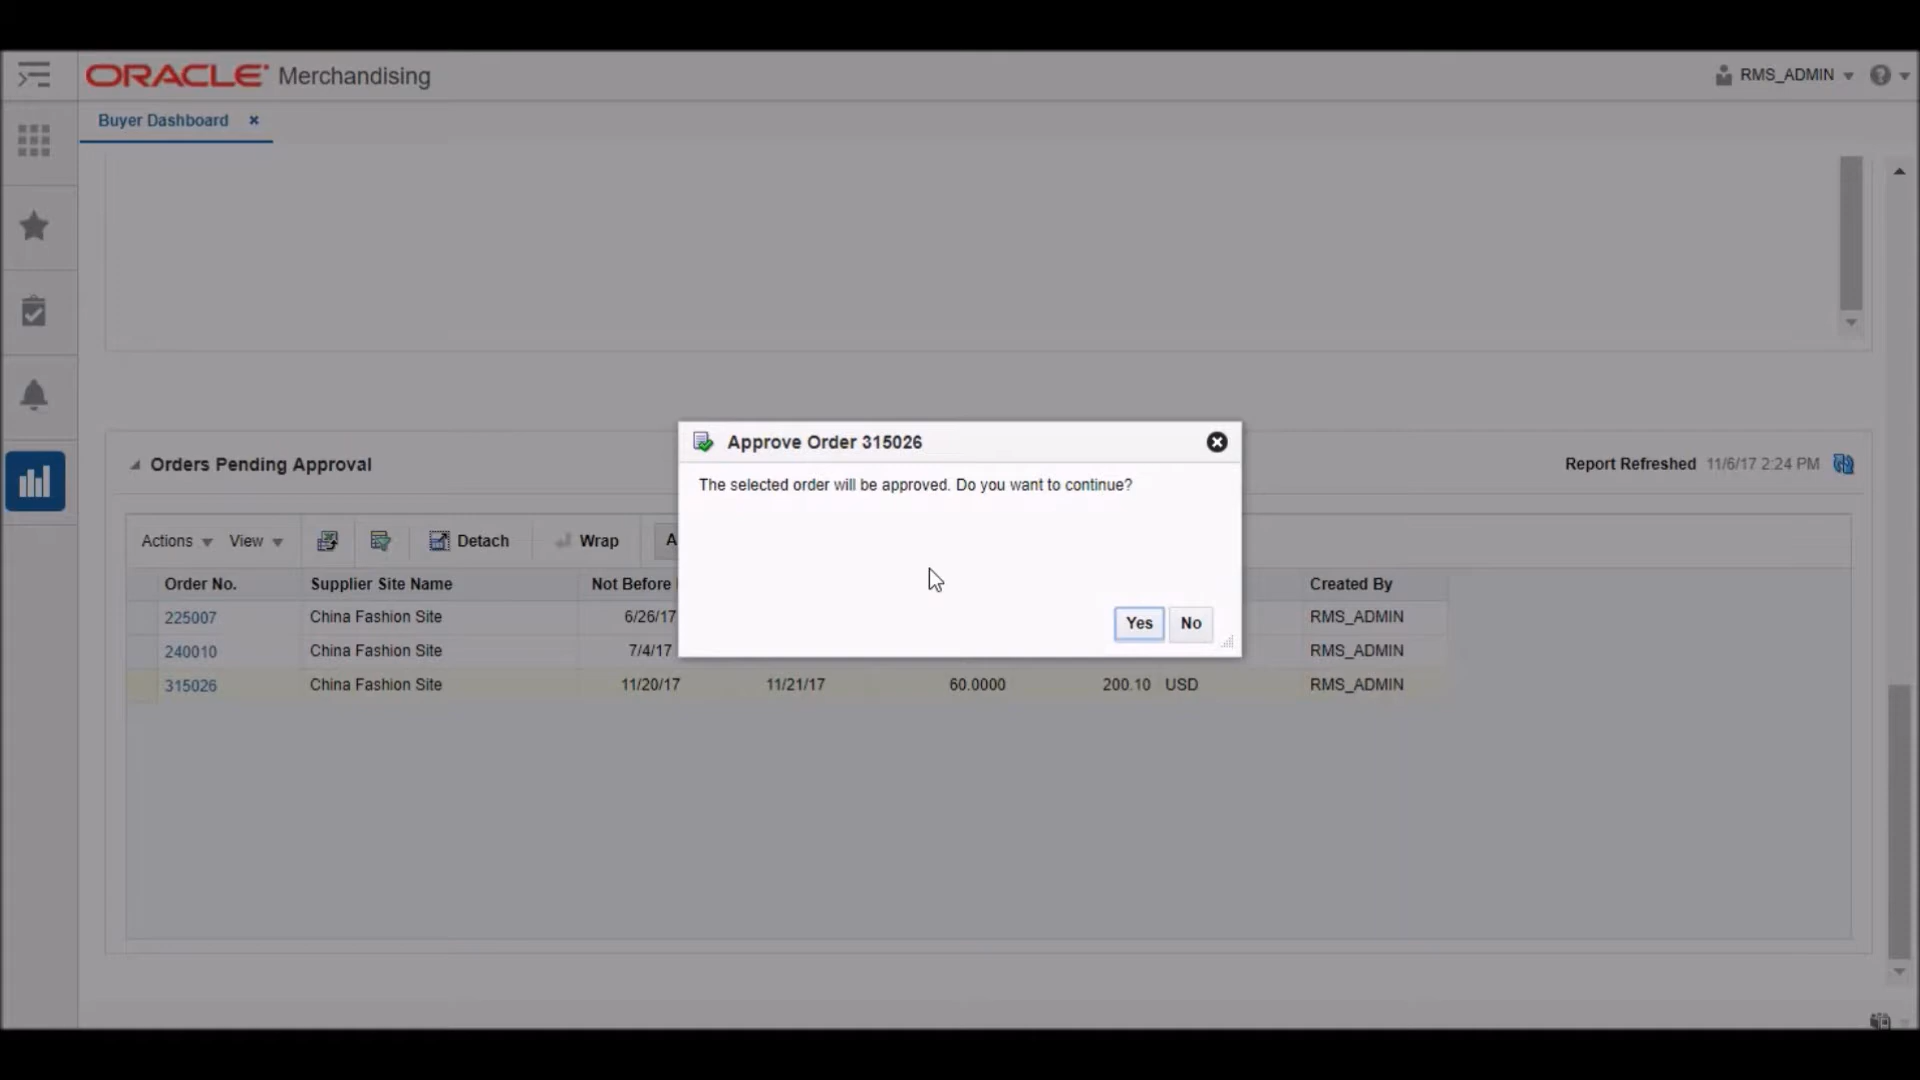 ORACLE Merchandising
RMS_ADMIN
Buyer Dashboard
Approve Order 315026
The selected order will be approved. Do you want to continue?
Yes No
Orders Pending Approval
Report Refreshed 11/6/17 2:24 PM
Actions View Detach Wrap
Order No. Supplier Site Name Not Before Created By
225007 China Fashion Site 6/26/17 RMS_ADMIN
240010 China Fashion Site 7/4/17 RMS_ADMIN
315026 China Fashion Site 11/20/17 11/21/17 60.0000 200.10 USD RMS_ADMIN